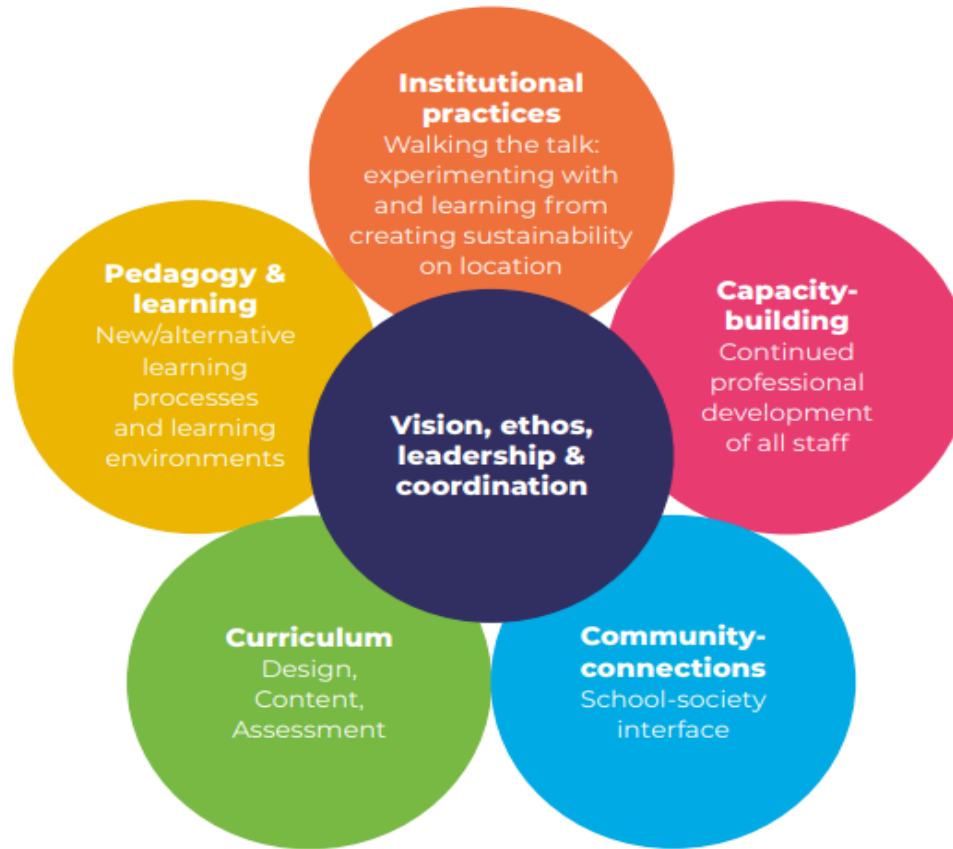 Institutional
practices
Walking the talk:
experimenting with
and learning from
creating sustainability
on location
Pedagogy &
learning
New/alternative
learning
processes
and learning
environments
Capacity-
building
Continued
professional
development
of all staff
Vision, ethos,
leadership &
coordination
Curriculum
Design,
Content,
Assessment
Community-
connections
School-society
interface